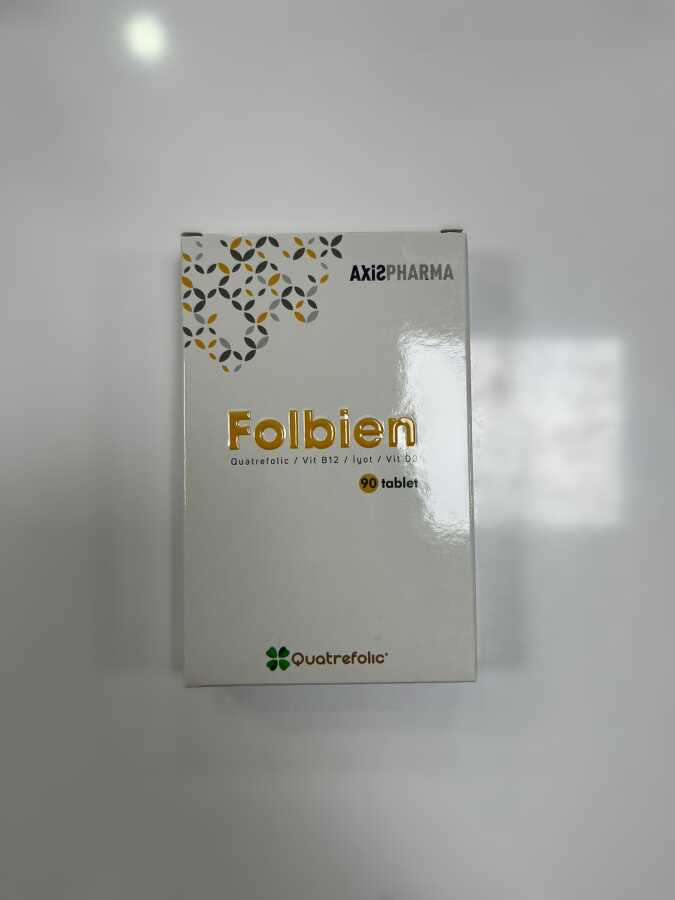 AXiSPHARMA
Folbien
Quatrefolic / Vit B12 / İyot / Vit D3
90 tablet
Quatrefolic®